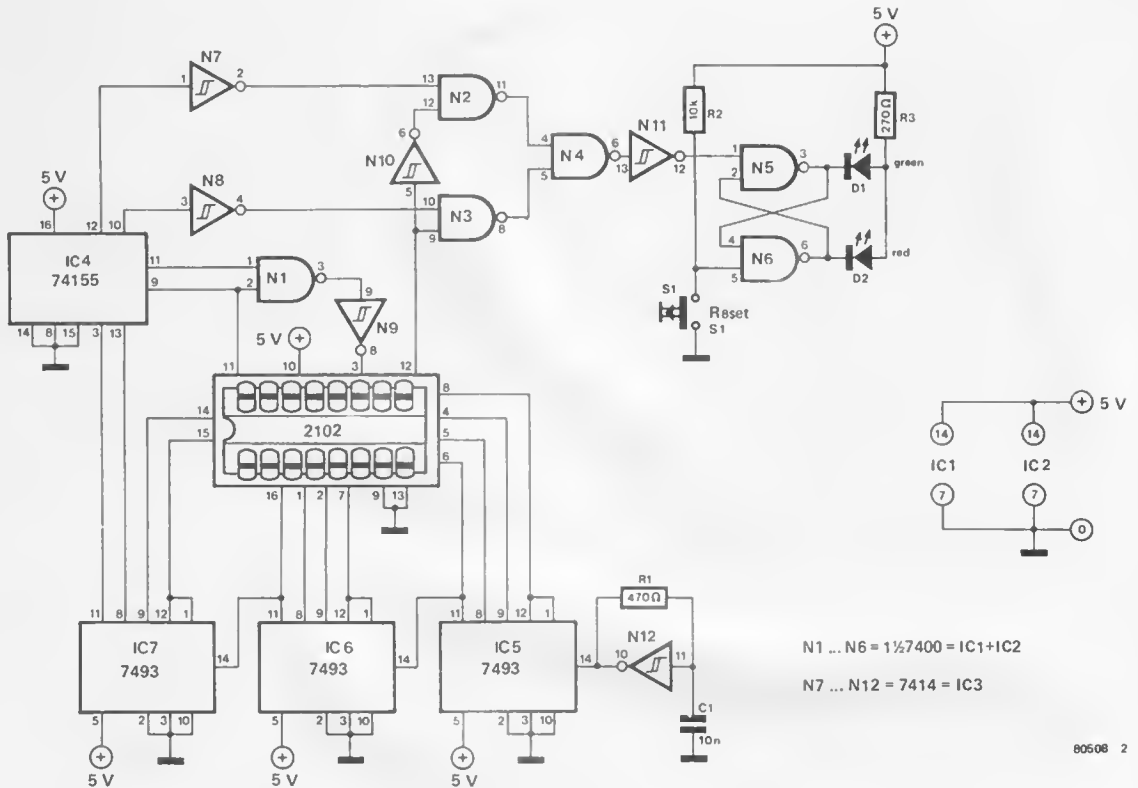 5 V
N7
1
2
13
N2
11
12
6
N10
5
N11
4
N4
6
5
13
12
10k
R2
1
N5
3
2
4
N6
6
5
270Ω
R3
green
D1
red
D2
S1
Reset
S1
5 V
16
12
10
N8
3
4
10
N3
9
8
IC4
74155
11
9
1
N1
3
2
9
N9
8
14
8
15
3
13
5 V
11
10
3
12
14
15
2102
8
4
5
6
16
1
2
7
9
13
5 V
14
14
IC1
IC2
7
7
0
11
8
9
12
1
IC7
7493
14
5
2
3
10
5 V
11
8
9
12
1
IC6
7493
14
5
2
3
10
5 V
11
8
9
12
1
IC5
7493
14
5
2
3
10
5 V
R1
470Ω
N12
10
11
C1
10n
N1 ... N6 = 1½7400 = IC1+IC2
N7 ... N12 = 7414 = IC3
80508 2